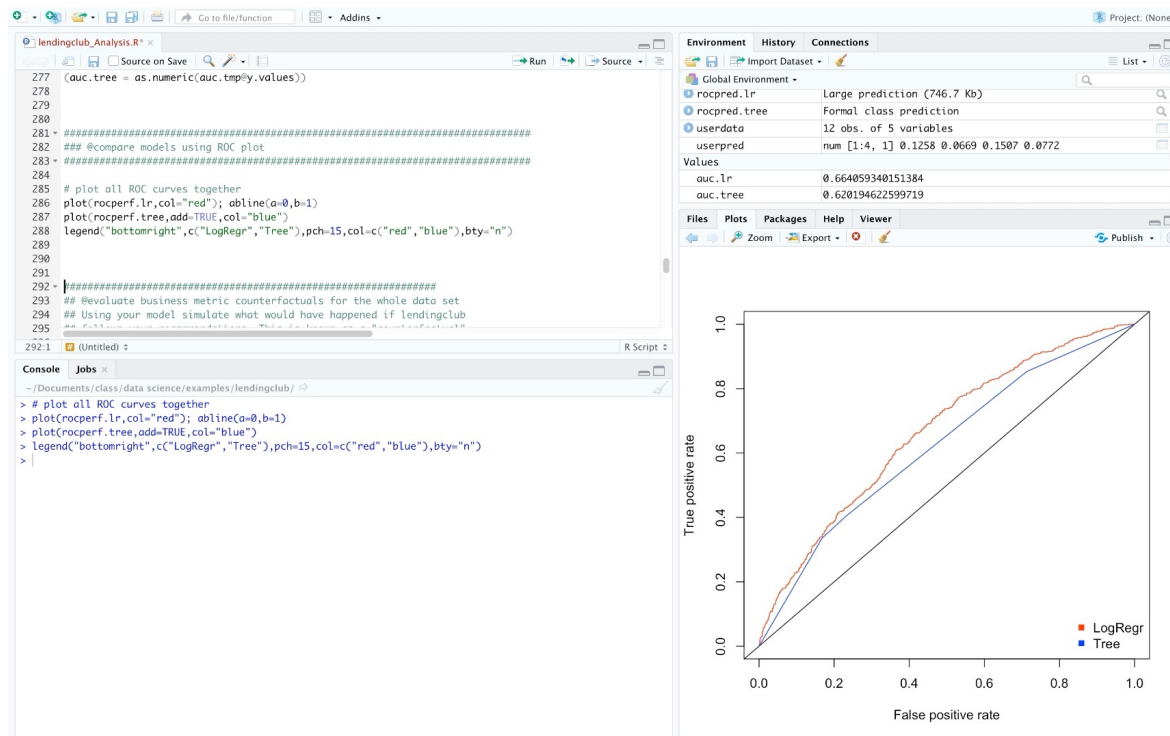 Go to file/function
Addins
Project: (None
lendingclub_Analysis.R*
Source on Save
Run
Source
277 (auc.tree = as.numeric(auc.tmp@y.values))
278
279
280
281 ################################################################################
282 ### @compare models using ROC plot
283 ################################################################################
284
285 # plot all ROC curves together
286 plot(rocperf.lr,col="red"); abline(a=0,b=1)
287 plot(rocperf.tree,add=TRUE,col="blue")
288 legend("bottomright",c("LogRegr","Tree"),pch=15,col=c("red","blue"),bty="n")
289
290
291
292 ################################################################
293 ## @evaluate business metric counterfactuals for the whole data set
294 ## Using your model simulate what would have happened if lendingclub
295
292:1 (Untitled) R Script
Console Jobs
~/Documents/class/data science/examples/lendingclub/
> # plot all ROC curves together
> plot(rocperf.lr,col="red"); abline(a=0,b=1)
> plot(rocperf.tree,add=TRUE,col="blue")
> legend("bottomright",c("LogRegr","Tree"),pch=15,col=c("red","blue"),bty="n")
>
Environment History Connections
Import Dataset List
Global Environment
rocpred.lr Large prediction (746.7 Kb)
rocpred.tree Formal class prediction
userdata 12 obs. of 5 variables
userpred num [1:4, 1] 0.1258 0.0669 0.1507 0.0772
Values
auc.lr 0.664059340151384
auc.tree 0.620194622599719
Files Plots Packages Help Viewer
Zoom Export Publish
1.0
0.8
0.6
0.4
0.2
0.0
True positive rate
LogRegr
Tree
0.0 0.2 0.4 0.6 0.8 1.0
False positive rate